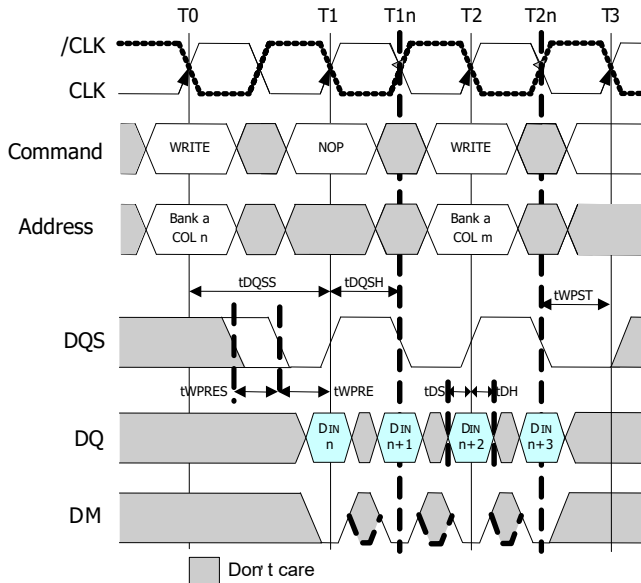 T0 T1 T1n T2 T2n T3
/CLK
CLK
Command WRITE NOP WRITE
Address Bank a COL n Bank a COL m
tDQSS tDQSH tWPST
DQS
tWPRES tWPRE tDS tDH
DQ DIN n DIN n+1 DIN n+2 DIN n+3
DM
Don't care